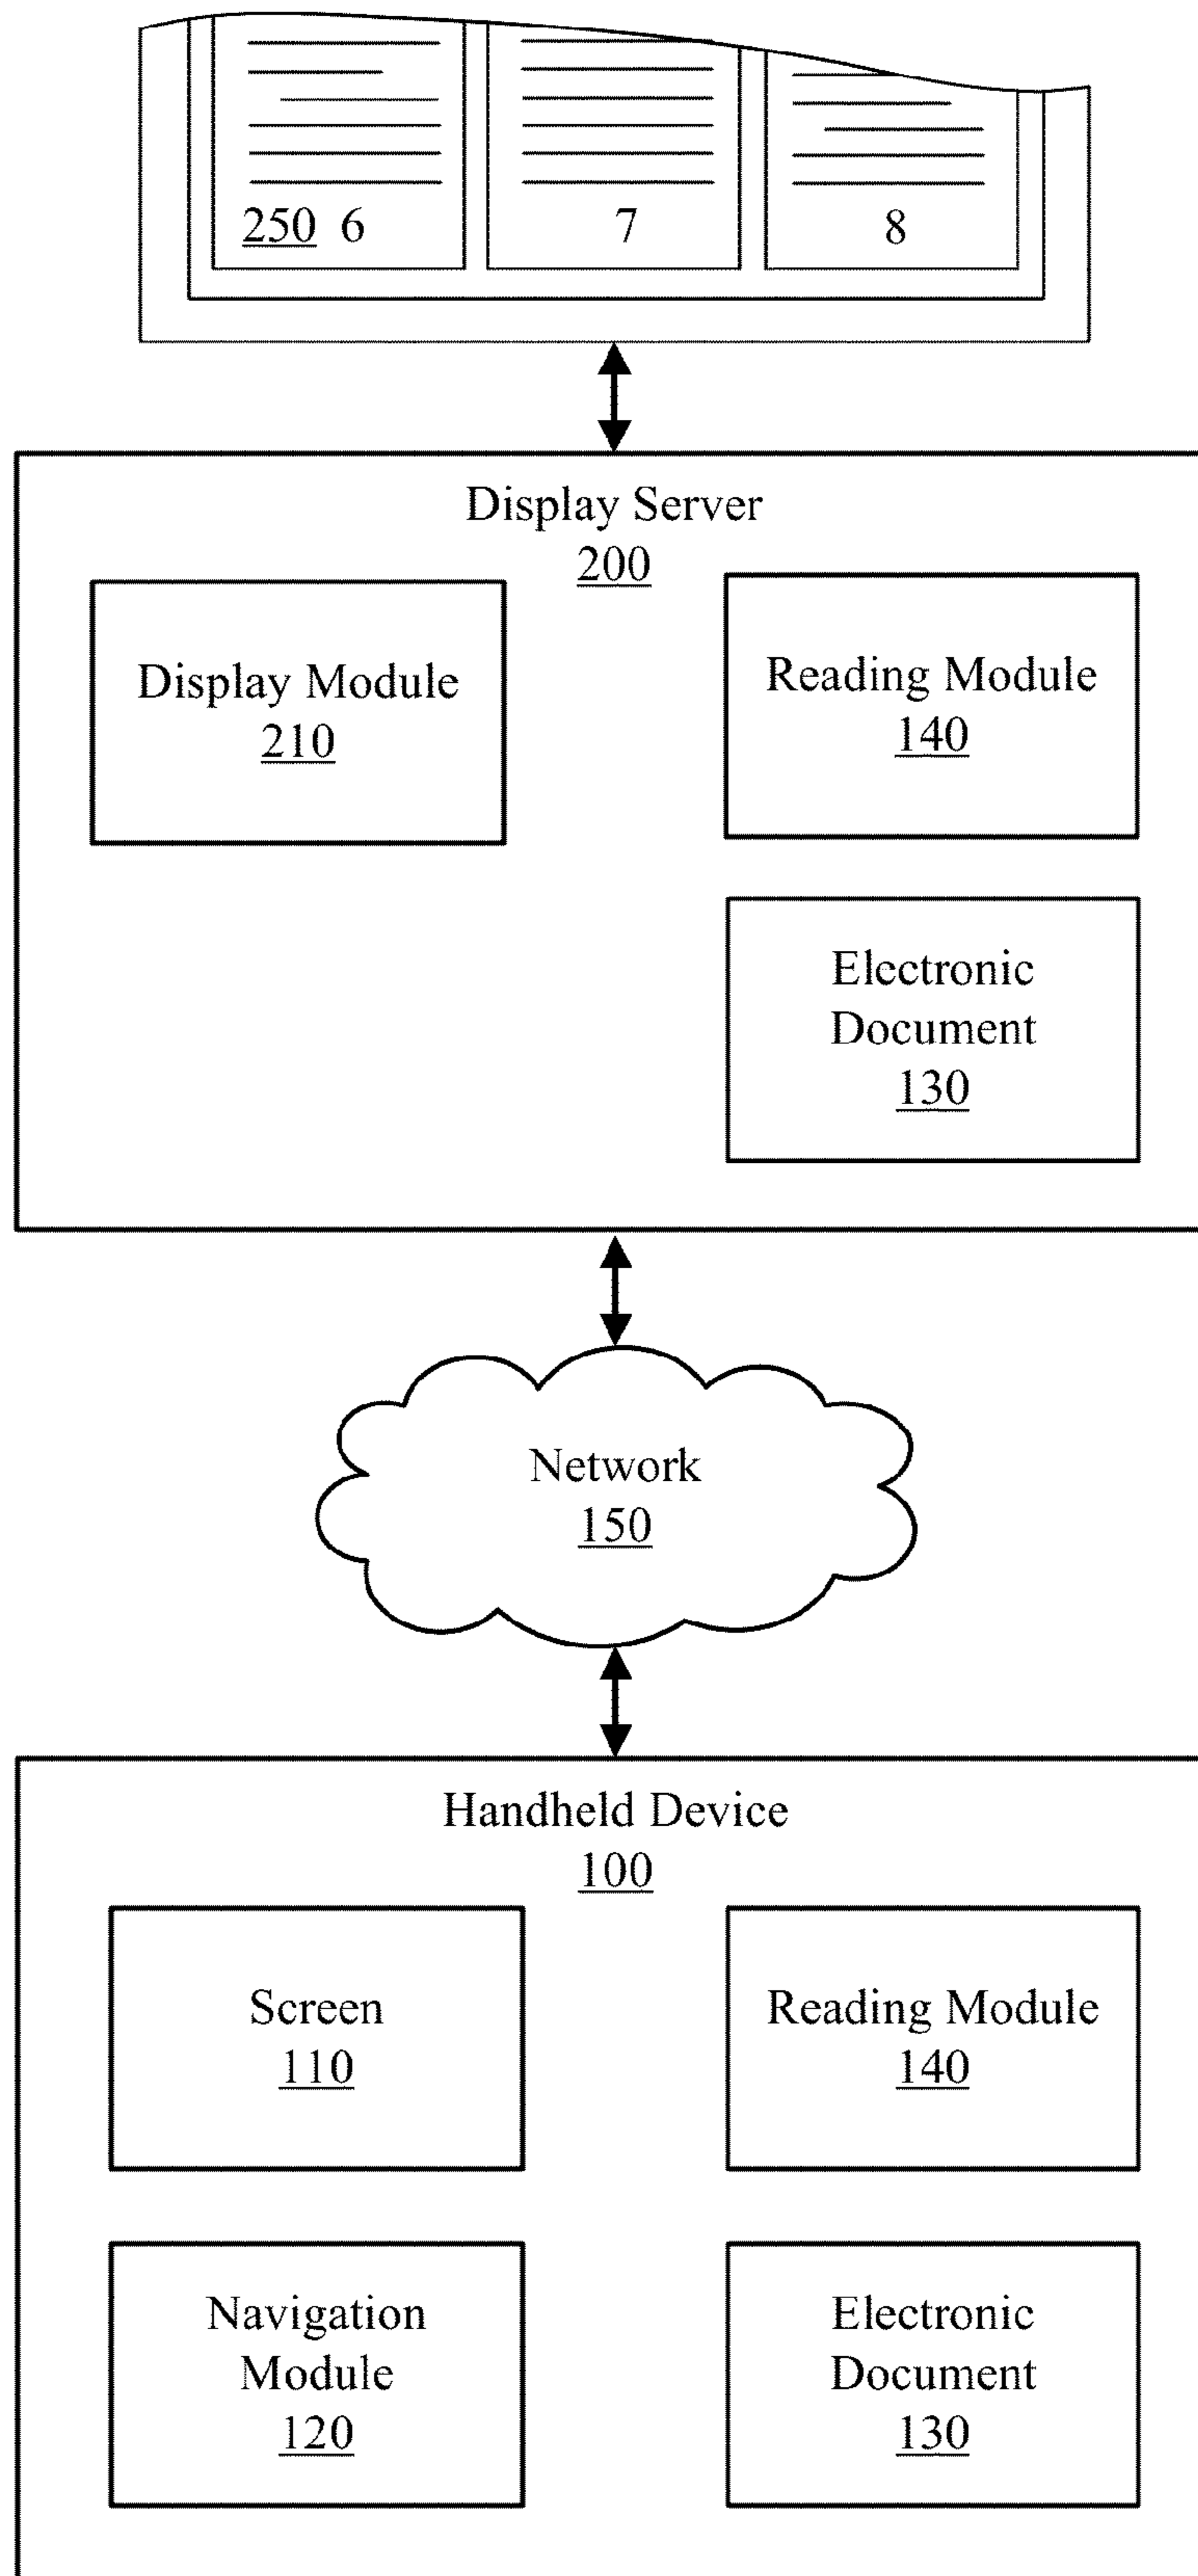 250 6 7 8
Display Server
200
Display Module
210
Reading Module
140
Electronic
Document
130
Network
150
Handheld Device
100
Screen
110
Reading Module
140
Navigation
Module
120
Electronic
Document
130